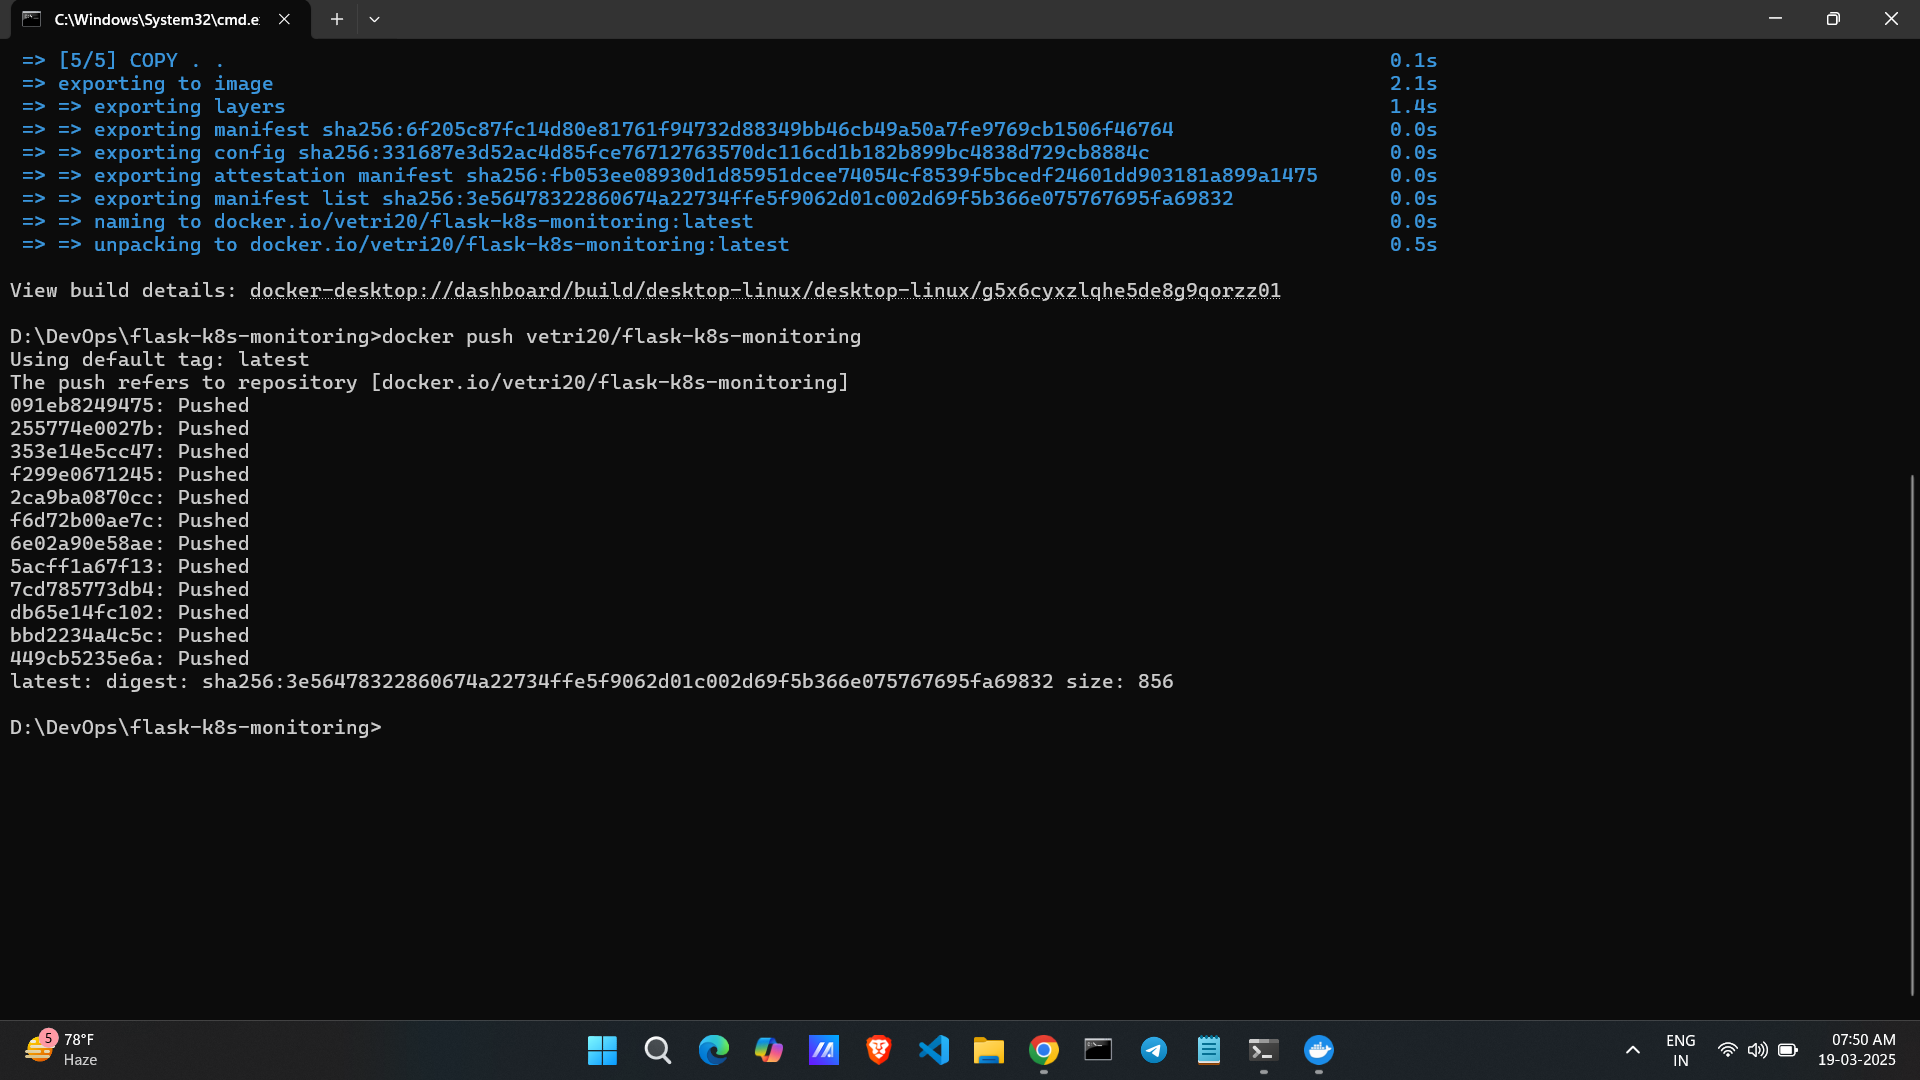 C:\Windows\System32\cmd.e
=> [5/5] COPY . . 0.1s
=> exporting to image 2.1s
=> => exporting layers 1.4s
=> => exporting manifest sha256:6f205c87fc14d80e81761f94732d88349bb46cb49a50a7fe9769cb1506f46764 0.0s
=> => exporting config sha256:331687e3d52ac4d85fce76712763570dc116cd1b182b899bc4838d729cb8884c 0.0s
=> => exporting attestation manifest sha256:fb053ee08930d1d85951dcee74054cf8539f5bcedf24601dd903181a899a1475 0.0s
=> => exporting manifest list sha256:3e56478322860674a22734ffe5f9062d01c002d69f5b366e075767695fa69832 0.0s
=> => naming to docker.io/vetri20/flask-k8s-monitoring:latest 0.0s
=> => unpacking to docker.io/vetri20/flask-k8s-monitoring:latest 0.5s
View build details: docker-desktop://dashboard/build/desktop-linux/desktop-linux/g5x6cyxzlqhe5de8g9qorzz01
D:\DevOps\flask-k8s-monitoring>docker push vetri20/flask-k8s-monitoring
Using default tag: latest
The push refers to repository [docker.io/vetri20/flask-k8s-monitoring]
091eb8249475: Pushed
255774e0027b: Pushed
353e14e5cc47: Pushed
f299e0671245: Pushed
2ca9ba0870cc: Pushed
f6d72b00ae7c: Pushed
6e02a90e58ae: Pushed
5acff1a67f13: Pushed
7cd785773db4: Pushed
db65e14fc102: Pushed
bbd2234a4c5c: Pushed
449cb5235e6a: Pushed
latest: digest: sha256:3e56478322860674a22734ffe5f9062d01c002d69f5b366e075767695fa69832 size: 856
D:\DevOps\flask-k8s-monitoring>
5
78°F
Haze
ENG
IN
07:50 AM
19-03-2025